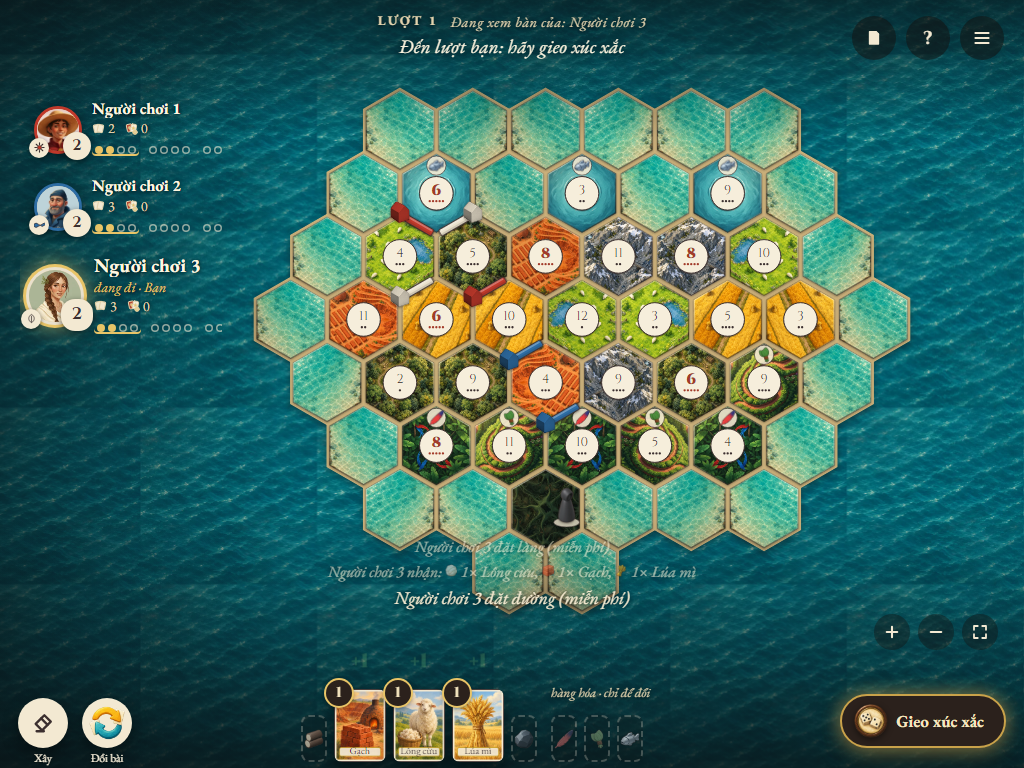 LƯỢT 1 Đang xem bàn của: Người chơi 3
Đến lượt bạn: hãy gieo xúc xắc
?
Người chơi 1
2 0
2
Người chơi 2
3 0
2
Người chơi 3
đang đi · Bạn
3 0
2
6 3 9
4 5 8 11 8 10
11 6 10 12 3 5 3
2 9 4 9 6 9
8 11 10 5 4
Người chơi 3 đặt làng (miễn phí)
Người chơi 3 nhận: 1× Lông cừu, 1× Gạch, 1× Lúa mì
Người chơi 3 đặt đường (miễn phí)
+1 +1 +1
1 1 1
Gạch Lông cừu Lúa mì
hàng hóa · chỉ để đổi
Xây
Đổi bài
Gieo xúc xắc